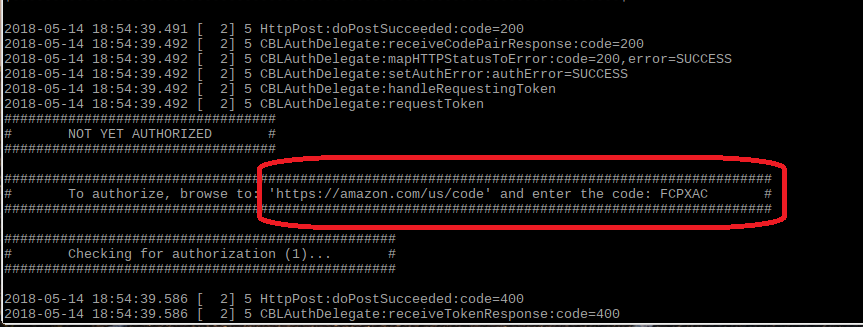 2018-05-14 18:54:39.491 [  2] 5 HttpPost:doPostSucceeded:code=200
2018-05-14 18:54:39.492 [  2] 5 CBLAuthDelegate:receiveCodePairResponse:code=200
2018-05-14 18:54:39.492 [  2] 5 CBLAuthDelegate:mapHTTPStatusToError:code=200,error=SUCCESS
2018-05-14 18:54:39.492 [  2] 5 CBLAuthDelegate:setAuthError:authError=SUCCESS
2018-05-14 18:54:39.492 [  2] 5 CBLAuthDelegate:handleRequestingToken
2018-05-14 18:54:39.492 [  2] 5 CBLAuthDelegate:requestToken
##################################
#       NOT YET AUTHORIZED       #
##################################

################################################################################################
#       To authorize, browse to: 'https://amazon.com/us/code' and enter the code: FCPXAC       #
################################################################################################

#################################################
#       Checking for authorization (1)...       #
#################################################

2018-05-14 18:54:39.586 [  2] 5 HttpPost:doPostSucceeded:code=400
2018-05-14 18:54:39.586 [  2] 5 CBLAuthDelegate:receiveTokenResponse:code=400